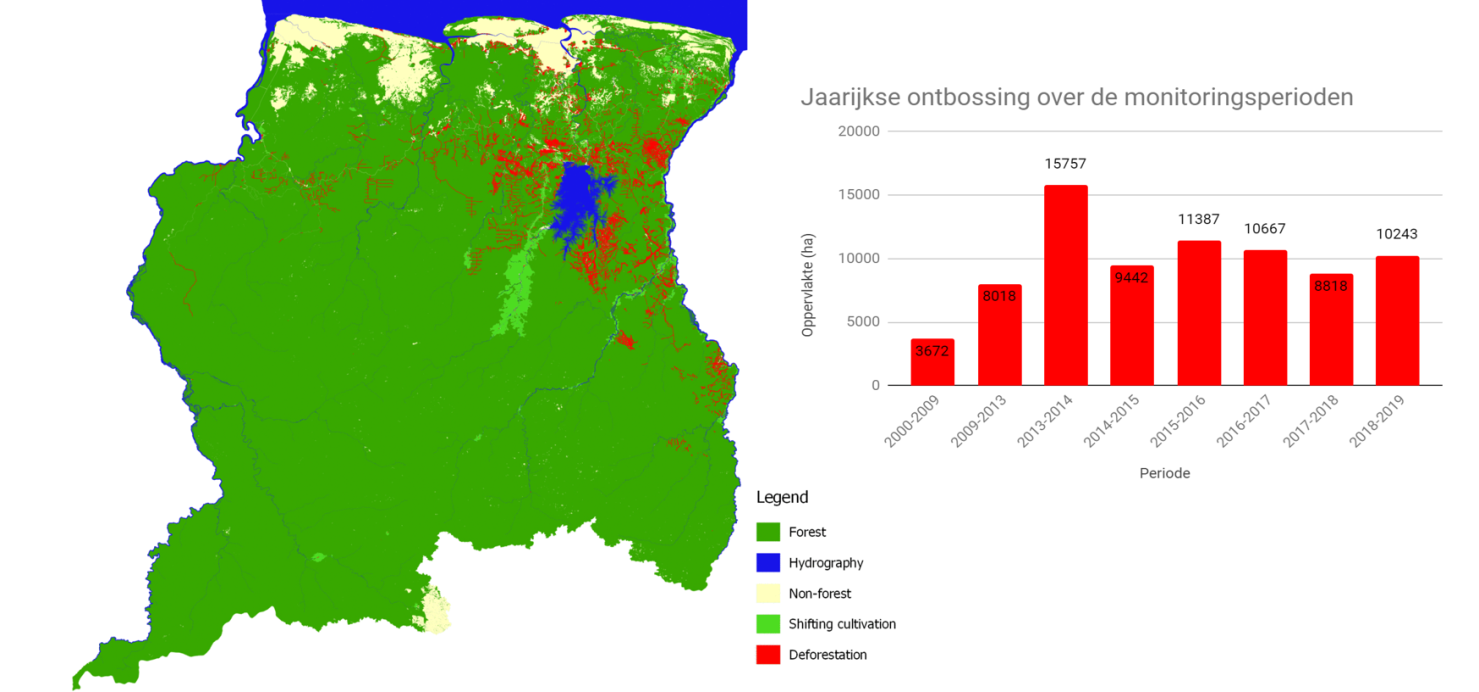 Jaarijkse ontbossing over de monitoringsperioden
20000
15000
10000
5000
0
Oppervlakte (ha)
3672
8018
15757
9442
11387
10667
8818
10243
2000-2009
2009-2013
2013-2014
2014-2015
2015-2016
2016-2017
2017-2018
2018-2019
Periode
Legend
Forest
Hydrography
Non-forest
Shifting cultivation
Deforestation